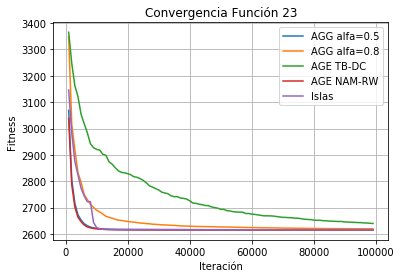 Convergencia Función 23
AGG alfa=0.5
AGG alfa=0.8
AGE TB-DC
AGE NAM-RW
Islas
Fitness
3400
3300
3200
3100
3000
2900
2800
2700
2600
0 20000 40000 60000 80000 100000
Iteración